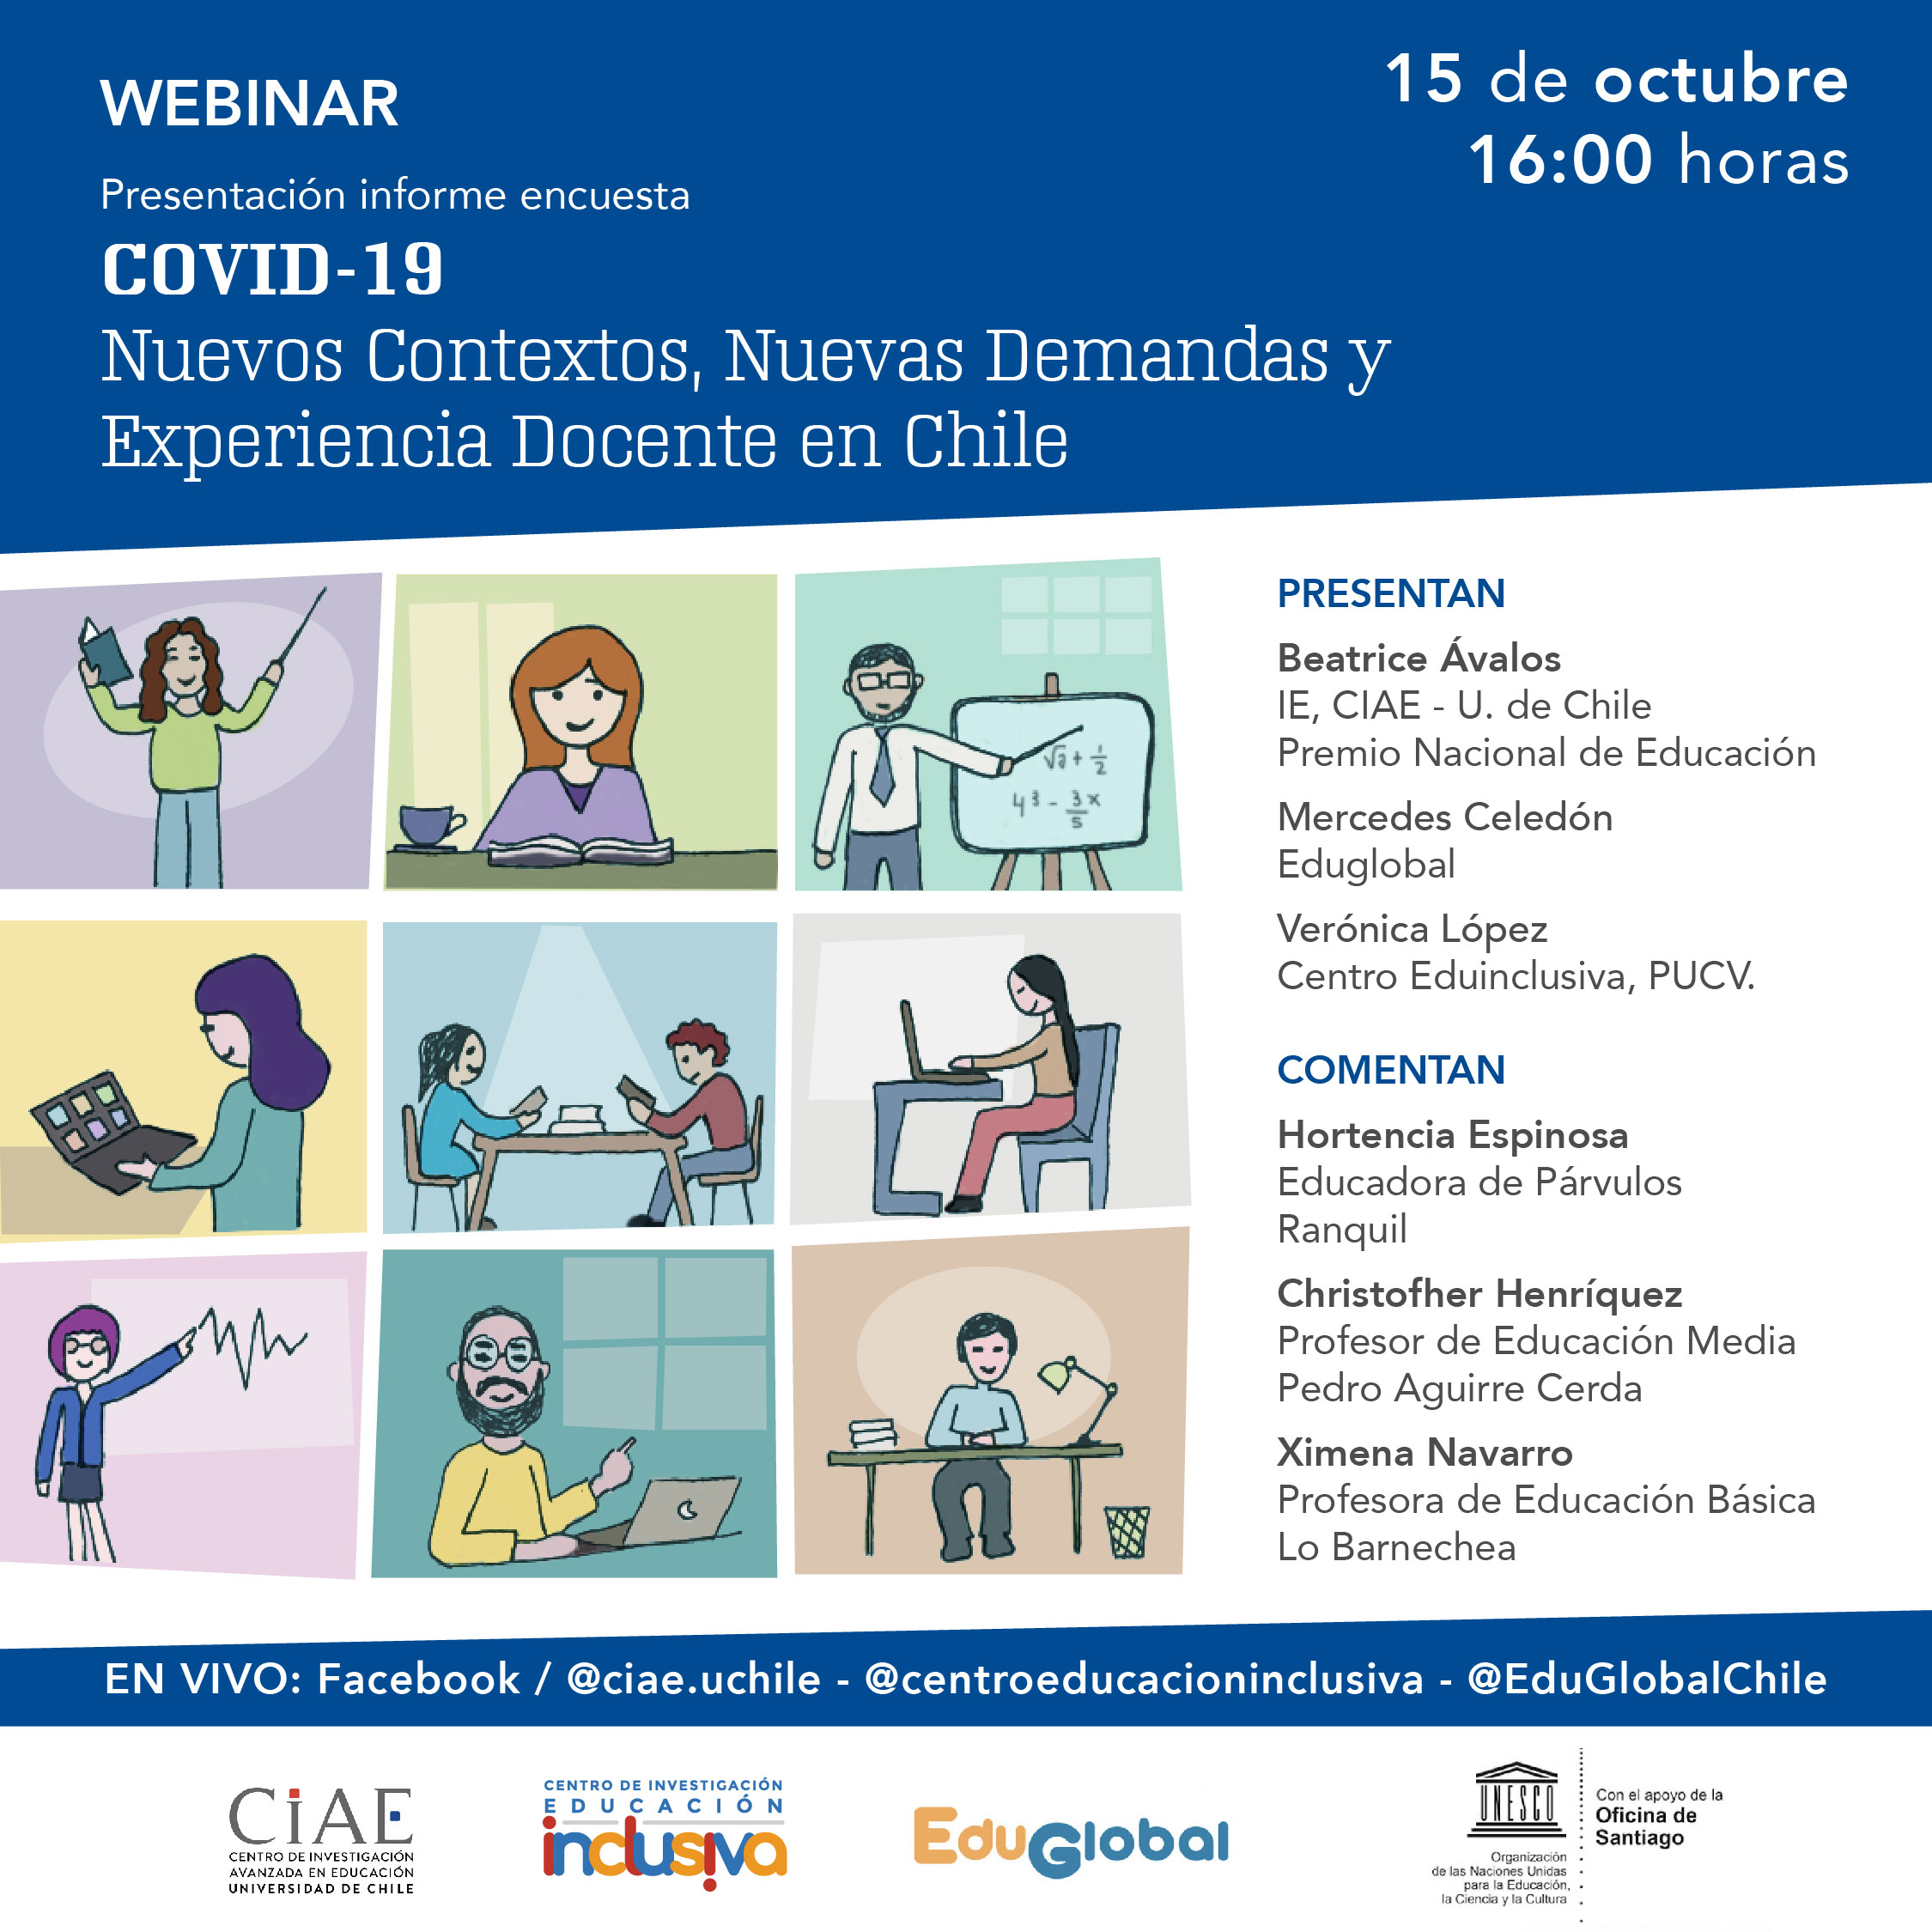 WEBINAR
15 de octubre
16:00 horas
Presentación informe encuesta
COVID-19
Nuevos Contextos, Nuevas Demandas y
Experiencia Docente en Chile
√a + 1/2
4³ - 3x/5
PRESENTAN
Beatrice Ávalos
IE, CIAE - U. de Chile
Premio Nacional de Educación
Mercedes Celedón
Eduglobal
Verónica López
Centro Eduinclusiva, PUCV.
COMENTAN
Hortencia Espinosa
Educadora de Párvulos
Ranquil
Christofher Henríquez
Profesor de Educación Media
Pedro Aguirre Cerda
Ximena Navarro
Profesora de Educación Básica
Lo Barnechea
EN VIVO: Facebook / @ciae.uchile - @centroeducacioninclusiva - @EduGlobalChile
CiAE
CENTRO DE INVESTIGACIÓN
AVANZADA EN EDUCACIÓN
UNIVERSIDAD DE CHILE
CENTRO DE INVESTIGACIÓN
EDUCACIÓN
inclusiva
EduGlobal
UNESCO
Organización
de las Naciones Unidas
para la Educación,
la Ciencia y la Cultura
Con el apoyo de la
Oficina de
Santiago